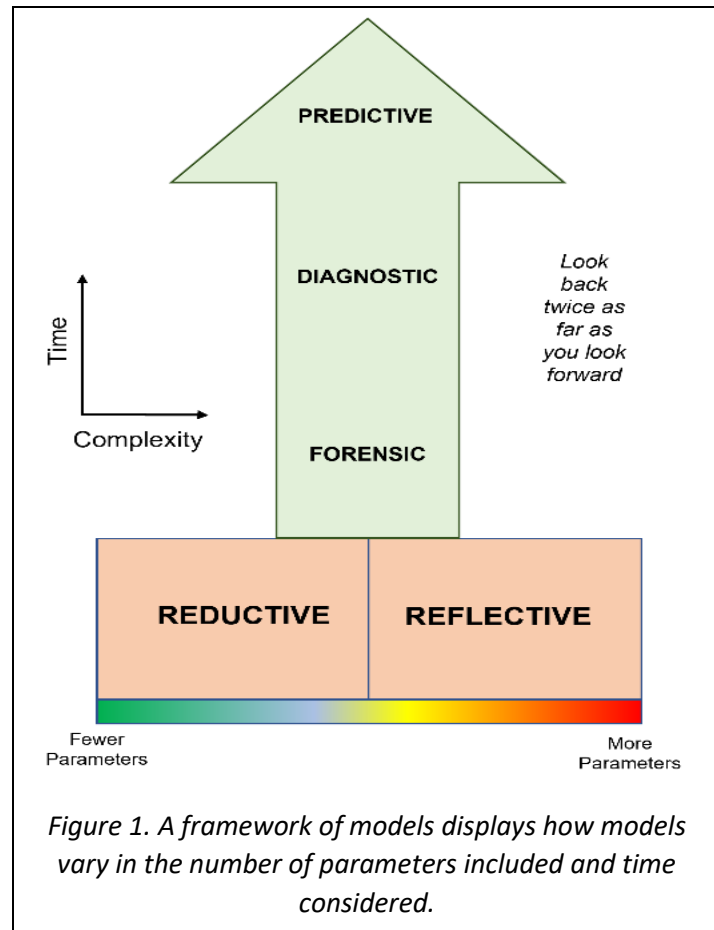 PREDICTIVE
DIAGNOSTIC
Look
back
twice as
far as
you look
forward
Time
Complexity
FORENSIC
REDUCTIVE
REFLECTIVE
Fewer
Parameters
More
Parameters
Figure 1. A framework of models displays how models
vary in the number of parameters included and time
considered.